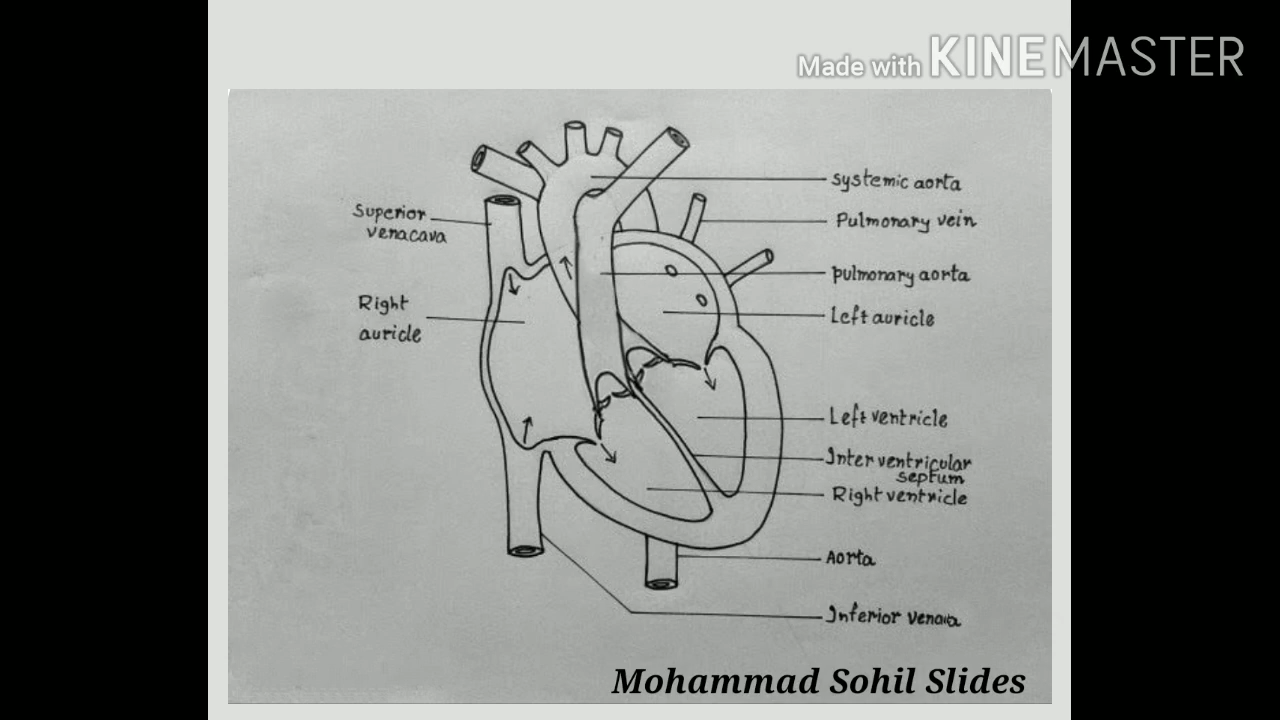 Made with KINEMASTER
systemic aorta
Superior
venacava
Pulmonary vein
pulmonary aorta
Right
auricle
Left auricle
Left ventricle
Inter ventricular
septum
Right ventricle
Aorta
Inferior
Mohammad Sohil Slides